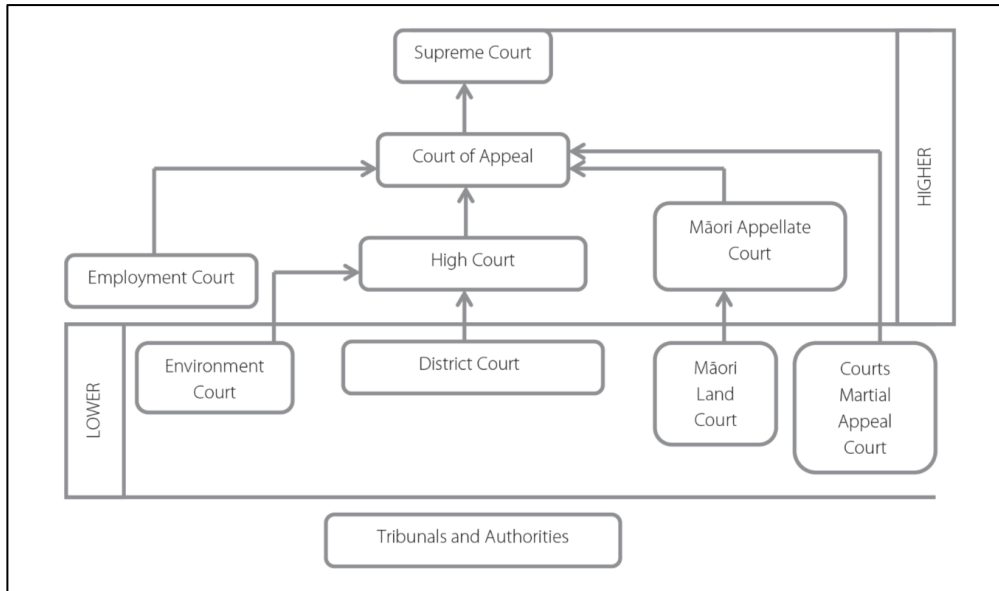 Supreme Court
HIGHER
Court of Appeal
Māori Appellate
Court
High Court
Employment Court
LOWER
Environment
Court
District Court
Māori
Land
Court
Courts
Martial
Appeal
Court
Tribunals and Authorities